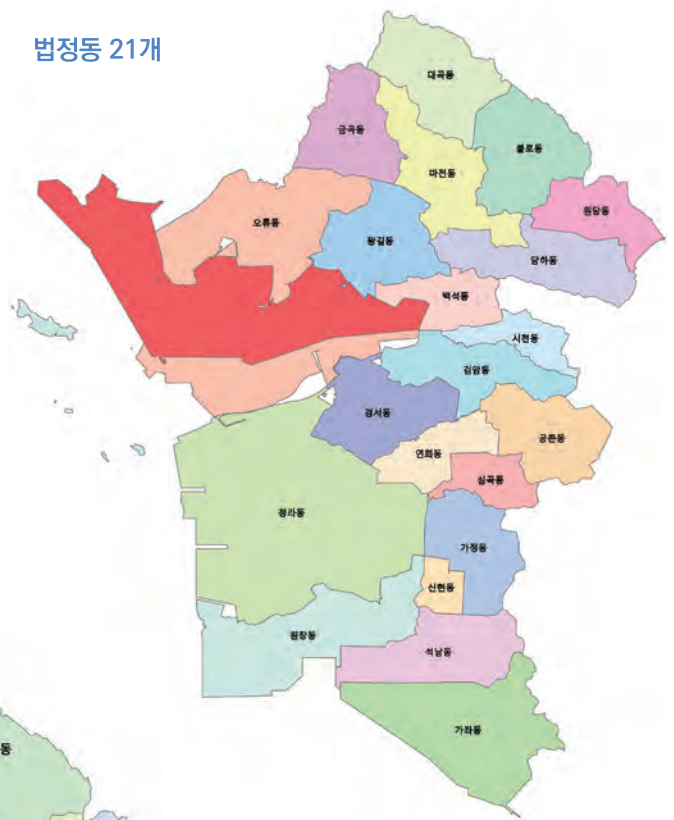 법정동 21개
대곡동
금곡동
불로동
마전동
원당동
오류동
왕길동
당하동
백석동
시천동
검암동
경서동
공촌동
연희동
심곡동
청라동
가정동
신현동
원창동
석남동
가좌동
동